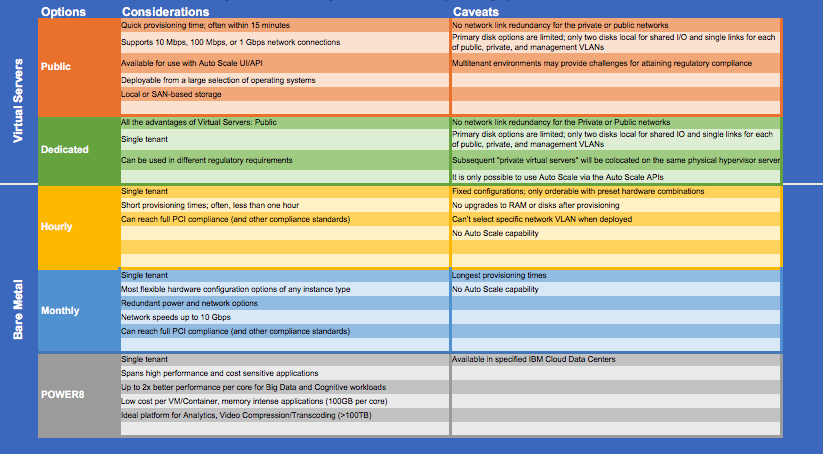 Options Considerations Caveats
Virtual Servers
Public
Quick provisioning time; often within 15 minutes
No network link redundancy for the private or public networks
Supports 10 Mbps, 100 Mbps, or 1 Gbps network connections
Primary disk options are limited; only two disks local for shared I/O and single links for each
of public, private, and management VLANs
Available for use with Auto Scale UI/API
Multitenant environments may provide challenges for attaining regulatory compliance
Deployable from a large selection of operating systems
Local or SAN-based storage
Dedicated
All the advantages of Virtual Servers: Public
No network link redundancy for the Private or Public networks
Single tenant
Primary disk options are limited; only two disks local for shared IO and single links for each
of public, private, and management VLANs
Can be used in different regulatory requirements
Subsequent "private virtual servers" will be colocated on the same physical hypervisor server
It is only possible to use Auto Scale via the Auto Scale APIs
Bare Metal
Hourly
Single tenant
Fixed configurations; only orderable with preset hardware combinations
Short provisioning times; often, less than one hour
No upgrades to RAM or disks after provisioning
Can reach full PCI compliance (and other compliance standards)
Can't select specific network VLAN when deployed
No Auto Scale capability
Monthly
Single tenant
Longest provisioning times
Most flexible hardware configuration options of any instance type
No Auto Scale capability
Redundant power and network options
Network speeds up to 10 Gbps
Can reach full PCI compliance (and other compliance standards)
POWER8
Single tenant
Available in specified IBM Cloud Data Centers
Spans high performance and cost sensitive applications
Up to 2x better performance per core for Big Data and Cognitive workloads
Low cost per VM/Container, memory intense applications (100GB per core)
Ideal platform for Analytics, Video Compression/Transcoding (>100TB)